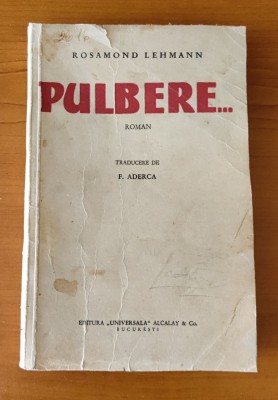 ROSAMOND LEHMANN
PULBERE...
ROMAN
TRADUCERE DE
F. ADERCA
EDITURA „UNIVERSALA" ALCALAY & Co.
BUCUREȘTI